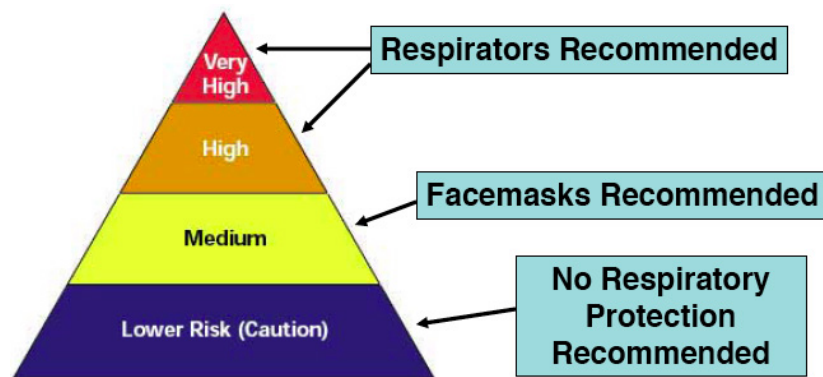 Very
High
High
Medium
Lower Risk (Caution)
Respirators Recommended
Facemasks Recommended
No Respiratory
Protection
Recommended